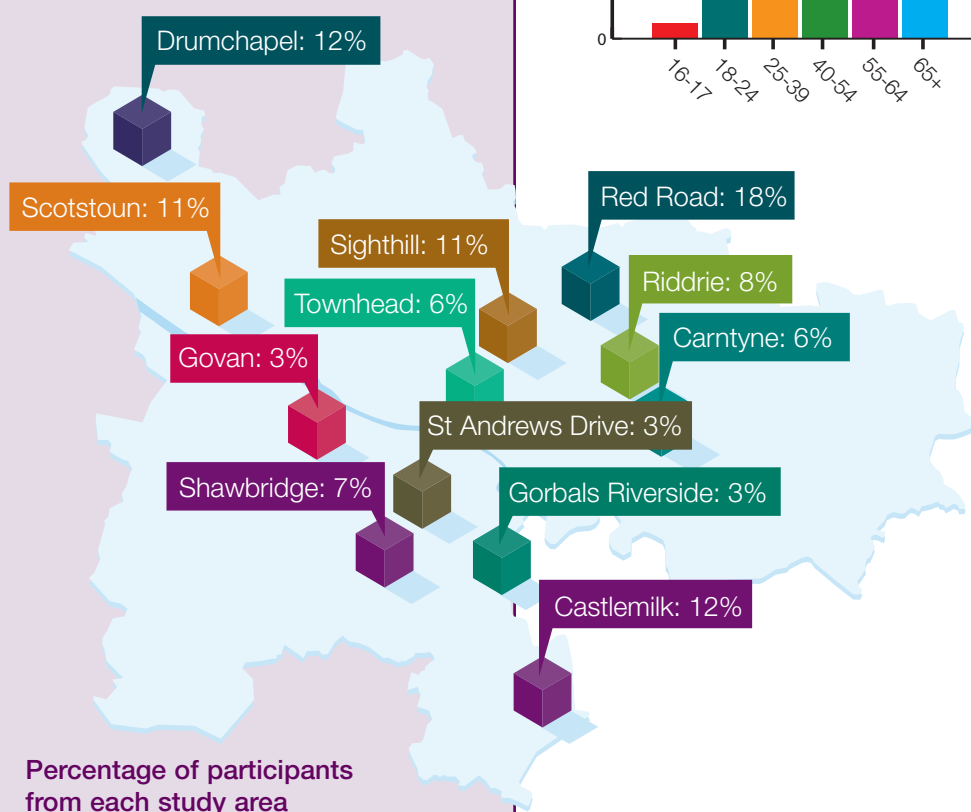 Drumchapel: 12%
0
16-17
18-24
25-39
40-54
55-64
65+
Scotstoun: 11%
Red Road: 18%
Sighthill: 11%
Riddrie: 8%
Townhead: 6%
Carntyne: 6%
Govan: 3%
St Andrews Drive: 3%
Shawbridge: 7%
Gorbals Riverside: 3%
Castlemilk: 12%
Percentage of participants
from each study area